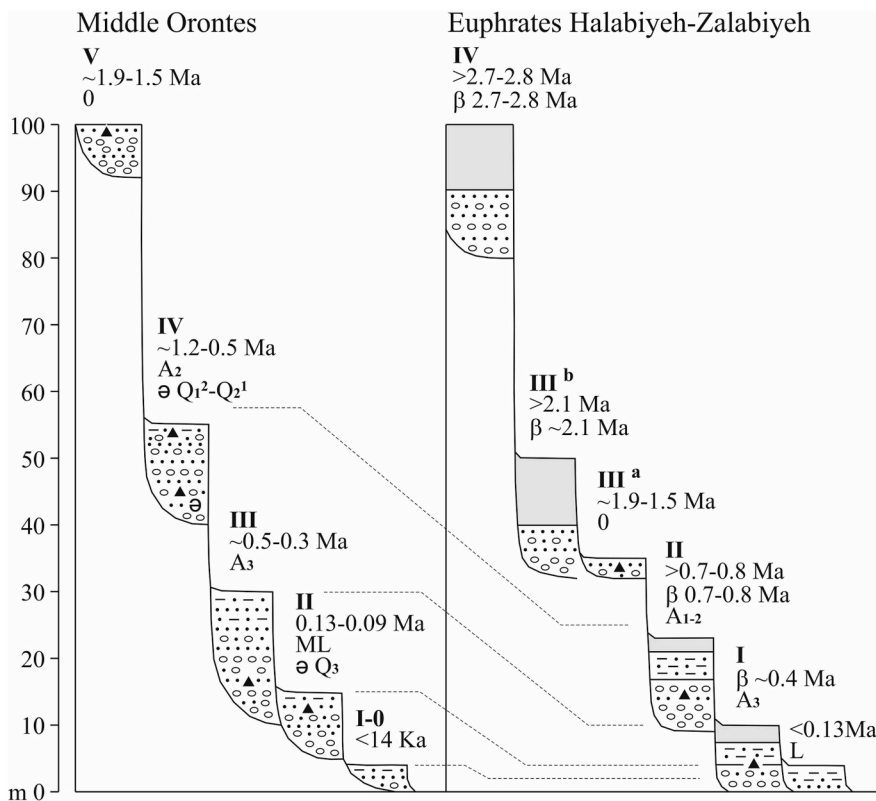 Middle Orontes
V
~1.9-1.5 Ma
0
Euphrates Halabiyeh-Zalabiyeh
IV
>2.7-2.8 Ma
β 2.7-2.8 Ma
100
90
80
70
60
50
40
30
20
10
m 0
IV
~1.2-0.5 Ma
A₂
ə Q₁²-Q₂¹
ə
III
~0.5-0.3 Ma
A₃
II
0.13-0.09 Ma
ML
ə Q₃
I-0
<14 Ka
III ᵇ
>2.1 Ma
β ~2.1 Ma
III ᵃ
~1.9-1.5 Ma
0
II
>0.7-0.8 Ma
β 0.7-0.8 Ma
A₁₋₂
I
β ~0.4 Ma
A₃
<0.13Ma
L